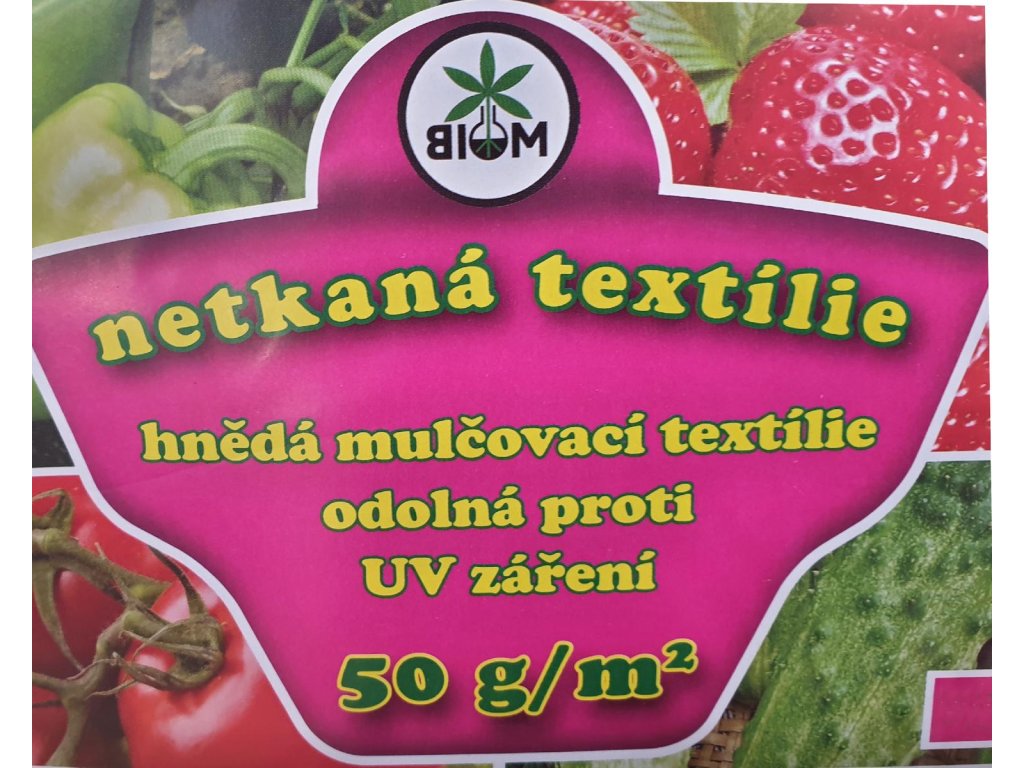 BIOM
netkaná textílie
hnědá mulčovací textílie
odolná proti
UV záření
50 g/m²